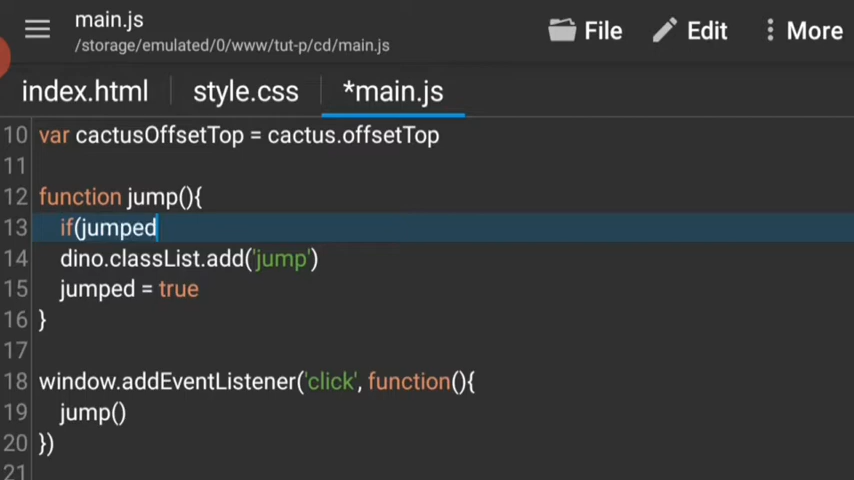 main.js
/storage/emulated/0/www/tut-p/cd/main.js
File
Edit
More
index.html
style.css
*main.js
10 var cactusOffsetTop = cactus.offsetTop
11
12 function jump(){
13 if(jumped
14 dino.classList.add('jump')
15 jumped = true
16 }
17
18 window.addEventListener('click', function(){
19 jump()
20 })
21